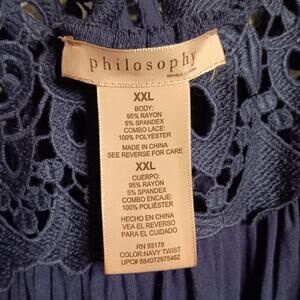 philosophy
XXL
BODY:
95% RAYON
5% SPANDEX
COMBO LACE:
100% POLYESTER
MADE IN CHINA
SEE REVERSE FOR CARE
XXL
CUERPO:
95% RAYON
5% SPANDEX
COMBO ENCAJE:
100% POLIÉSTER
HECHO EN CHINA
VEA EL REVERSO
PARA EL CUIDADO
RN 93178
COLOR:NAVY TWIST
UPC# 884072975462